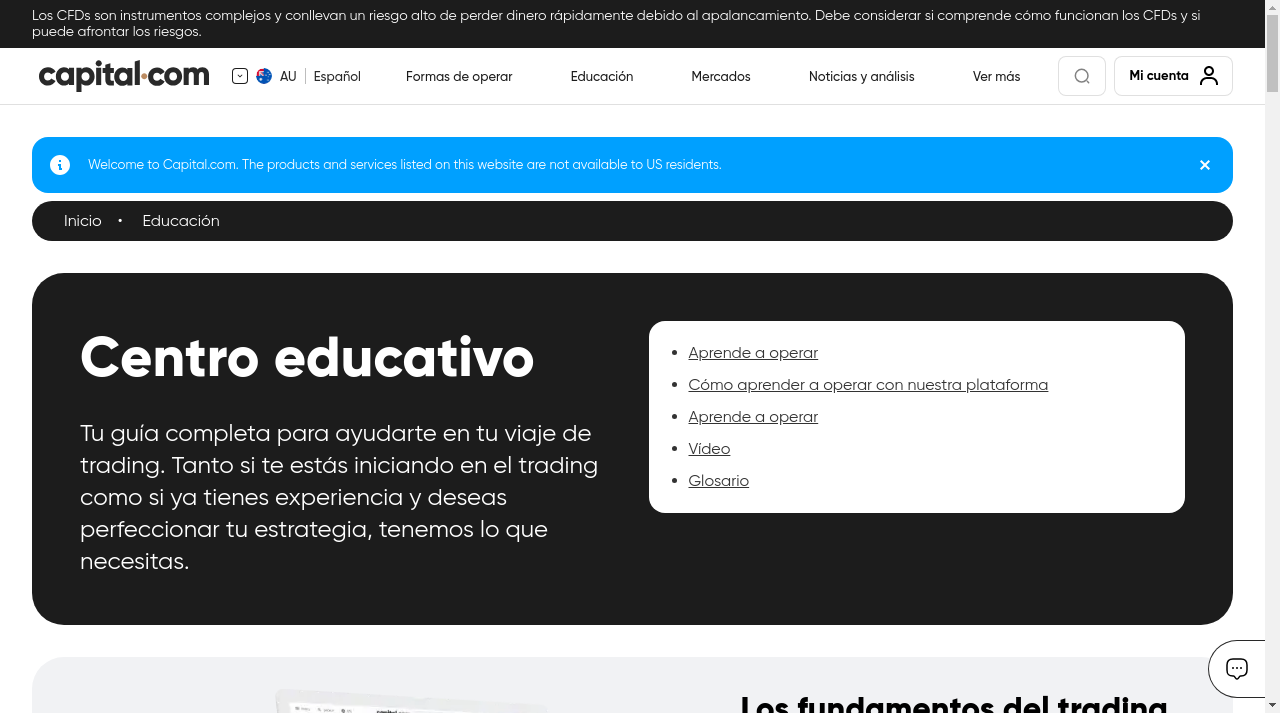 Los CFDs son instrumentos complejos y conllevan un riesgo alto de perder dinero rápidamente debido al apalancamiento. Debe considerar si comprende cómo funcionan los CFDs y si
puede afrontar los riesgos.
capital.com
AU
Español
Formas de operar
Educación
Mercados
Noticias y análisis
Ver más
Mi cuenta
Welcome to Capital.com. The products and services listed on this website are not available to US residents.
Inicio • Educación
Centro educativo
Tu guía completa para ayudarte en tu viaje de
trading. Tanto si te estás iniciando en el trading
como si ya tienes experiencia y deseas
perfeccionar tu estrategia, tenemos lo que
necesitas.
Aprende a operar
Cómo aprender a operar con nuestra plataforma
Aprende a operar
Vídeo
Glosario
Los fundamentos del trading